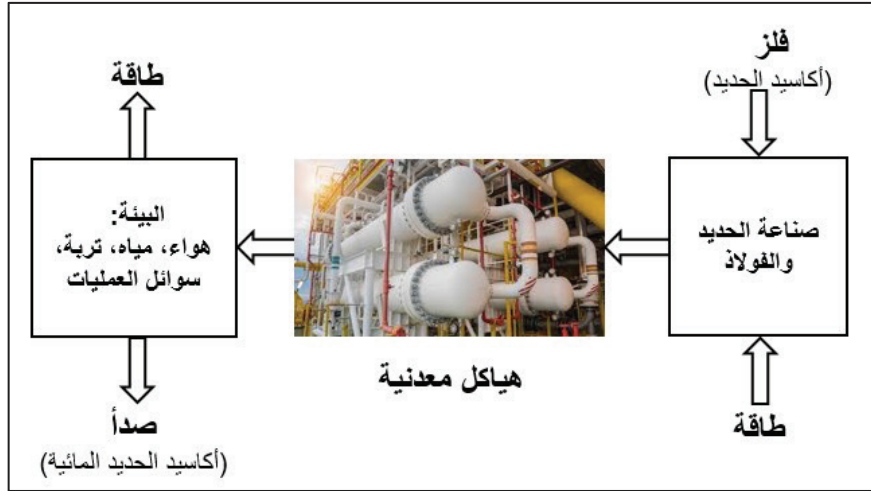 فلز
(أكاسيد الحديد)
صناعة الحديد
والفولاذ
طاقة
هياكل معدنية
طاقة
البيئة:
هواء، مياه، تربة،
سوائل العمليات
صدأ
(أكاسيد الحديد المائية)